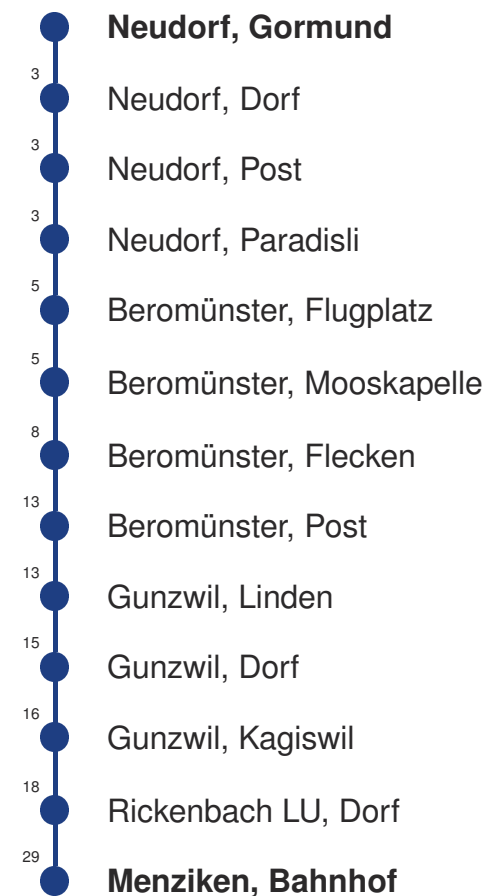 Neudorf, Gormund
3 Neudorf, Dorf
3 Neudorf, Post
3 Neudorf, Paradisli
5 Beromünster, Flugplatz
5 Beromünster, Mooskapelle
8 Beromünster, Flecken
13 Beromünster, Post
13 Gunzwil, Linden
15 Gunzwil, Dorf
16 Gunzwil, Kagiswil
18 Rickenbach LU, Dorf
29 Menziken, Bahnhof